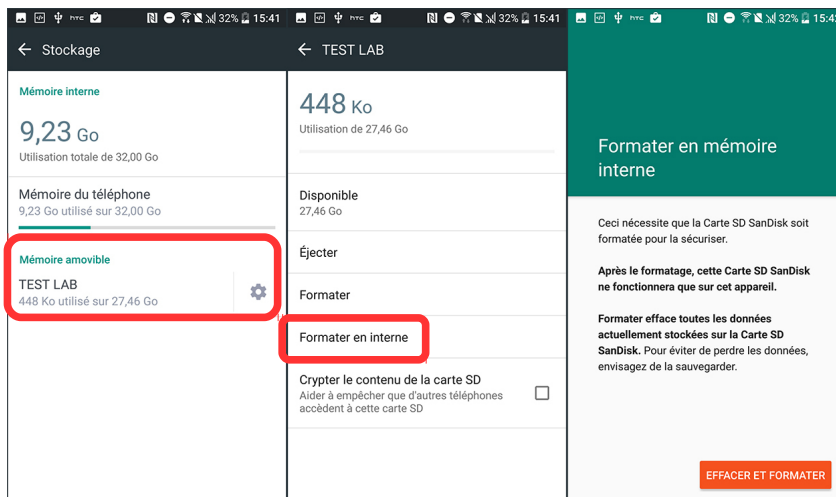 hTC
32% 15:41
Stockage
Mémoire interne
9,23 Go
Utilisation totale de 32,00 Go
Mémoire du téléphone
9,23 Go utilisé sur 32,00 Go
Mémoire amovible
TEST LAB
448 Ko utilisé sur 27,46 Go
hTC
32% 15:41
TEST LAB
448 Ko
Utilisation de 27,46 Go
Disponible
27,46 Go
Éjecter
Formater
Formater en interne
Crypter le contenu de la carte SD
Aider à empêcher que d'autres téléphones
accèdent à cette carte SD
hTC
32% 15:42
Formater en mémoire
interne
Ceci nécessite que la Carte SD SanDisk soit
formatée pour la sécuriser.
Après le formatage, cette Carte SD SanDisk
ne fonctionnera que sur cet appareil.
Formater efface toutes les données
actuellement stockées sur la Carte SD
SanDisk. Pour éviter de perdre les données,
envisagez de la sauvegarder.
EFFACER ET FORMATER